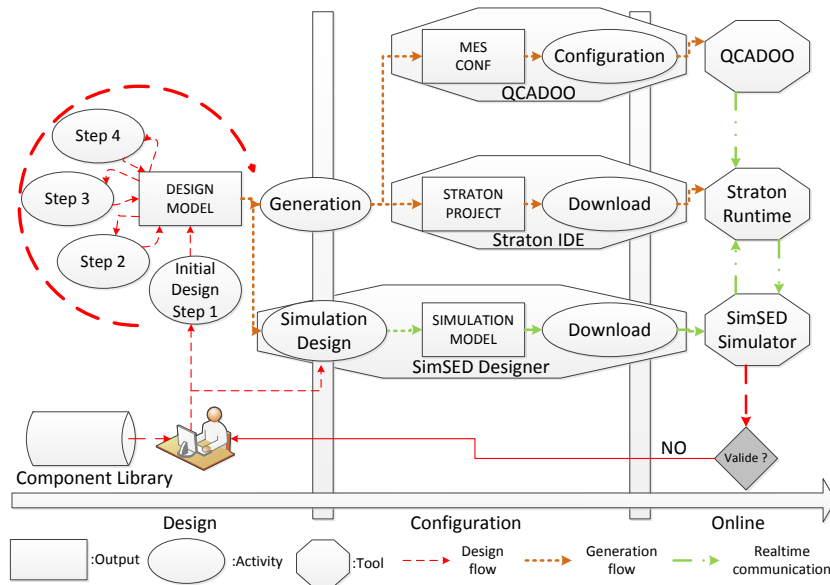 MES
CONF
Configuration
QCADOO
QCADOO
Step 4
Step 3
Step 2
DESIGN
MODEL
Generation
STRATON
PROJECT
Download
Straton IDE
Straton
Runtime
Initial
Design
Step 1
Simulation
Design
SIMULATION
MODEL
Download
SimSED Designer
SimSED
Simulator
Component Library
NO
Valide ?
Design
Configuration
Online
:Output
:Activity
:Tool
Design
flow
Generation
flow
Realtime
communication